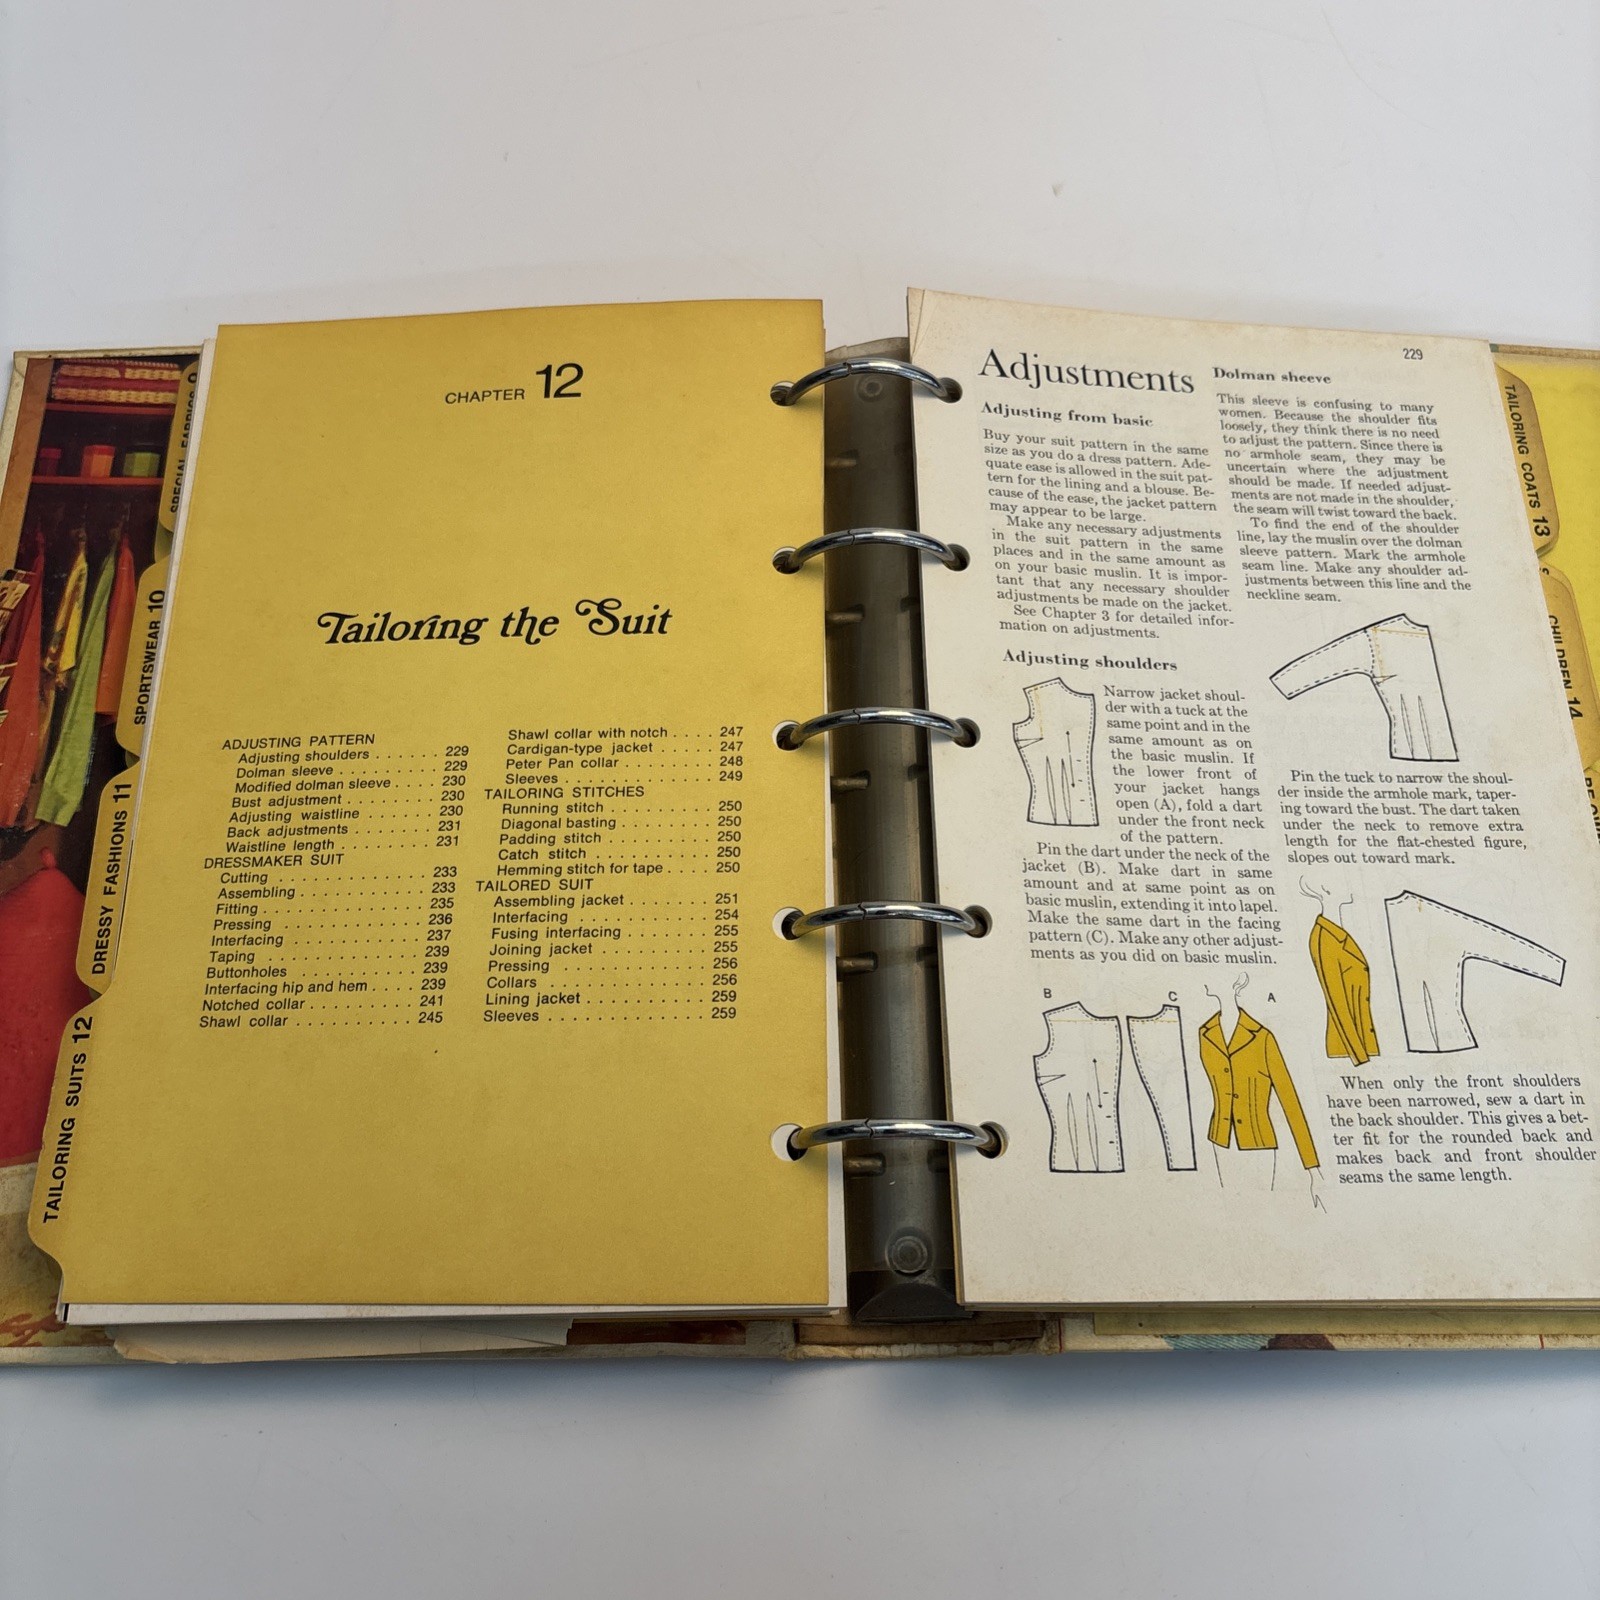 SPECIAL FABRICS 9
SPORTSWEAR 10
DRESSY FASHIONS 11
TAILORING SUITS 12
CHAPTER 12
Tailoring the Suit
ADJUSTING PATTERN
Adjusting shoulders . . . . . . 229
Dolman sleeve . . . . . . . . . 229
Modified dolman sleeve . . . . 230
Bust adjustment . . . . . . . . 230
Adjusting waistline . . . . . . 230
Back adjustments . . . . . . . 231
Waistline length . . . . . . . . 231
DRESSMAKER SUIT
Cutting . . . . . . . . . . . . 233
Assembling . . . . . . . . . . 233
Fitting . . . . . . . . . . . . . 235
Pressing . . . . . . . . . . . 236
Interfacing . . . . . . . . . . 237
Taping . . . . . . . . . . . . 239
Buttonholes . . . . . . . . . 239
Interfacing hip and hem . . . . 239
Notched collar . . . . . . . . 241
Shawl collar . . . . . . . . . 245
Shawl collar with notch . . . . 247
Cardigan-type jacket . . . . . 247
Peter Pan collar . . . . . . . . 248
Sleeves . . . . . . . . . . . . 249
TAILORING STITCHES
Running stitch . . . . . . . . . 250
Diagonal basting . . . . . . . . 250
Padding stitch . . . . . . . . . 250
Catch stitch . . . . . . . . . . 250
Hemming stitch for tape . . . . 250
TAILORED SUIT
Assembling jacket . . . . . . . 251
Interfacing . . . . . . . . . . 254
Fusing interfacing . . . . . . . 255
Joining jacket . . . . . . . . . 255
Pressing . . . . . . . . . . . . 256
Collars . . . . . . . . . . . . 256
Lining jacket . . . . . . . . . 259
Sleeves . . . . . . . . . . . . 259
229
Adjustments
Adjusting from basic
Buy your suit pattern in the same
size as you do a dress pattern. Ade-
quate ease is allowed in the suit pat-
tern for the lining and a blouse. Be-
cause of the ease, the jacket pattern
may appear to be large.
Make any necessary adjustments
in the suit pattern in the same
places and in the same amount as
on your basic muslin. It is impor-
tant that any necessary shoulder
adjustments be made on the jacket.
See Chapter 3 for detailed infor-
mation on adjustments.
Adjusting shoulders
Narrow jacket shoul-
der with a tuck at the
same point and in the
same amount as on
the basic muslin. If
the lower front of
your jacket hangs
open (A), fold a dart
under the front neck
of the pattern.
Pin the dart under the neck of the
jacket (B). Make dart in same
amount and at same point as on
basic muslin, extending it into lapel.
Make the same dart in the facing
pattern (C). Make any other adjust-
ments as you did on basic muslin.
B C A
Dolman sheeve
This sleeve is confusing to many
women. Because the shoulder fits
loosely, they think there is no need
to adjust the pattern. Since there is
no armhole seam, they may be
uncertain where the adjustment
should be made. If needed adjust-
ments are not made in the shoulder,
the seam will twist toward the back.
To find the end of the shoulder
line, lay the muslin over the dolman
sleeve pattern. Mark the armhole
seam line. Make any shoulder ad-
justments between this line and the
neckline seam.
Pin the tuck to narrow the shoul-
der inside the armhole mark, taper-
ing toward the bust. The dart taken
under the neck to remove extra
length for the flat-chested figure,
slopes out toward mark.
When only the front shoulders
have been narrowed, sew a dart in
the back shoulder. This gives a bet-
ter fit for the rounded back and
makes back and front shoulder
seams the same length.
TAILORING COATS 13
CHILDREN 14